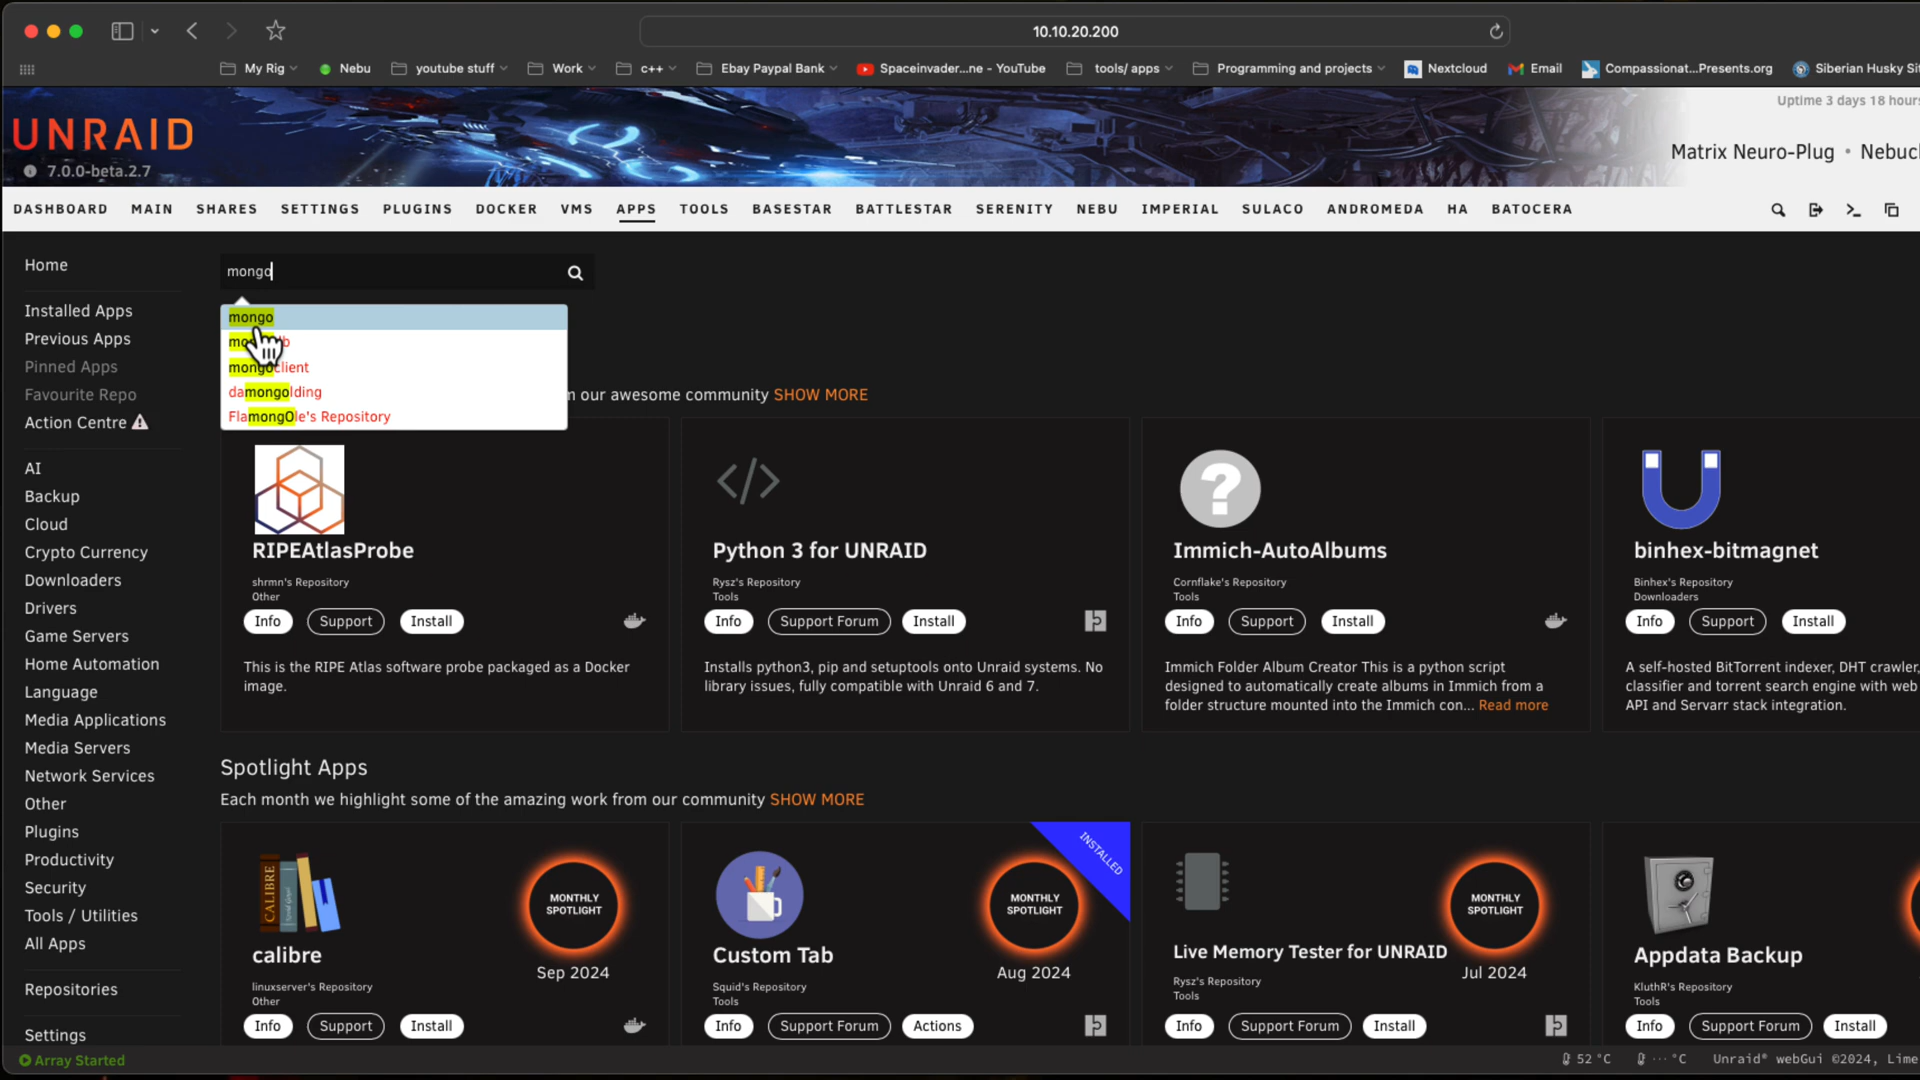 10.10.20.200
My Rig
Nebu
youtube stuff
Work
c++
Ebay Paypal Bank
Spaceinvader...ne - YouTube
tools/ apps
Programming and projects
Nextcloud
Email
Compassionat...Presents.org
Siberian Husky Sit
Uptime 3 days 18 hours
UNRAID
7.0.0-beta.2.7
Matrix Neuro-Plug • Nebuc
DASHBOARD MAIN SHARES SETTINGS PLUGINS DOCKER VMS APPS TOOLS BASESTAR BATTLESTAR SERENITY NEBU IMPERIAL SULACO ANDROMEDA HA BATOCERA
Home
Installed Apps
Previous Apps
Pinned Apps
Favourite Repo
Action Centre
AI
Backup
Cloud
Crypto Currency
Downloaders
Drivers
Game Servers
Home Automation
Language
Media Applications
Media Servers
Network Services
Other
Plugins
Productivity
Security
Tools / Utilities
All Apps
Repositories
Settings
mongo
mongo
mongoclient
damongolding
FlamongOle's Repository
our awesome community SHOW MORE
RIPEAtlasProbe
shrmn's Repository
Other
Info Support Install
This is the RIPE Atlas software probe packaged as a Docker
image.
Python 3 for UNRAID
Rysz's Repository
Tools
Info Support Forum Install
Installs python3, pip and setuptools onto Unraid systems. No
library issues, fully compatible with Unraid 6 and 7.
?
Immich-AutoAlbums
Cornflake's Repository
Tools
Info Support Install
Immich Folder Album Creator This is a python script
designed to automatically create albums in Immich from a
folder structure mounted into the Immich con... Read more
binhex-bitmagnet
Binhex's Repository
Downloaders
Info Support Install
A self-hosted BitTorrent indexer, DHT crawler,
classifier and torrent search engine with web
API and Servarr stack integration.
Spotlight Apps
Each month we highlight some of the amazing work from our community SHOW MORE
CALIBRE
MONTHLY
SPOTLIGHT
calibre
Sep 2024
linuxserver's Repository
Other
Info Support Install
INSTALLED
MONTHLY
SPOTLIGHT
Custom Tab
Aug 2024
Squid's Repository
Tools
Info Support Forum Actions
MONTHLY
SPOTLIGHT
Live Memory Tester for UNRAID
Jul 2024
Rysz's Repository
Tools
Info Support Forum Install
Appdata Backup
KluthR's Repository
Tools
Info Support Forum Install
Array Started
52 °C
··· °C
Unraid® webGui ©2024, Lime